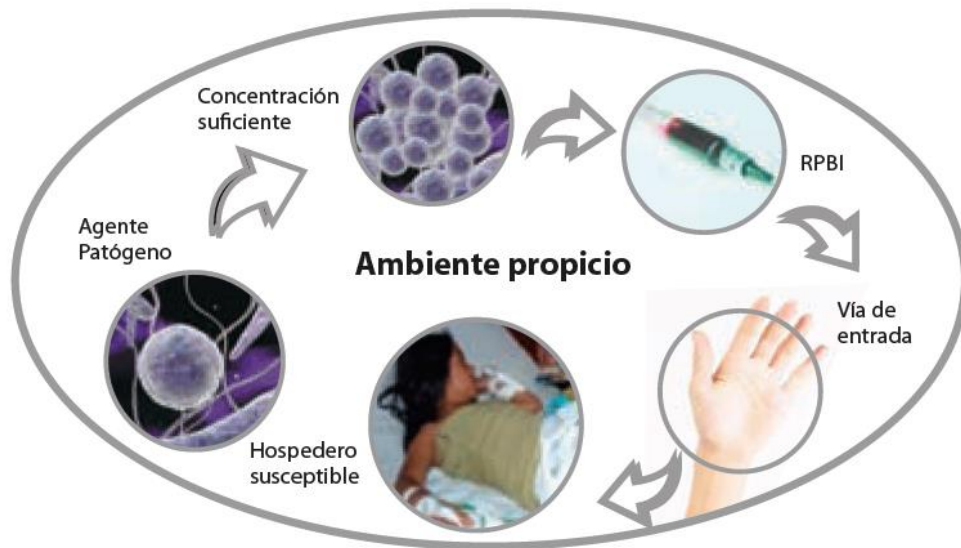 Concentración
suficiente
RPBI
Agente
Patógeno
Ambiente propicio
Vía de
entrada
Hospedero
susceptible